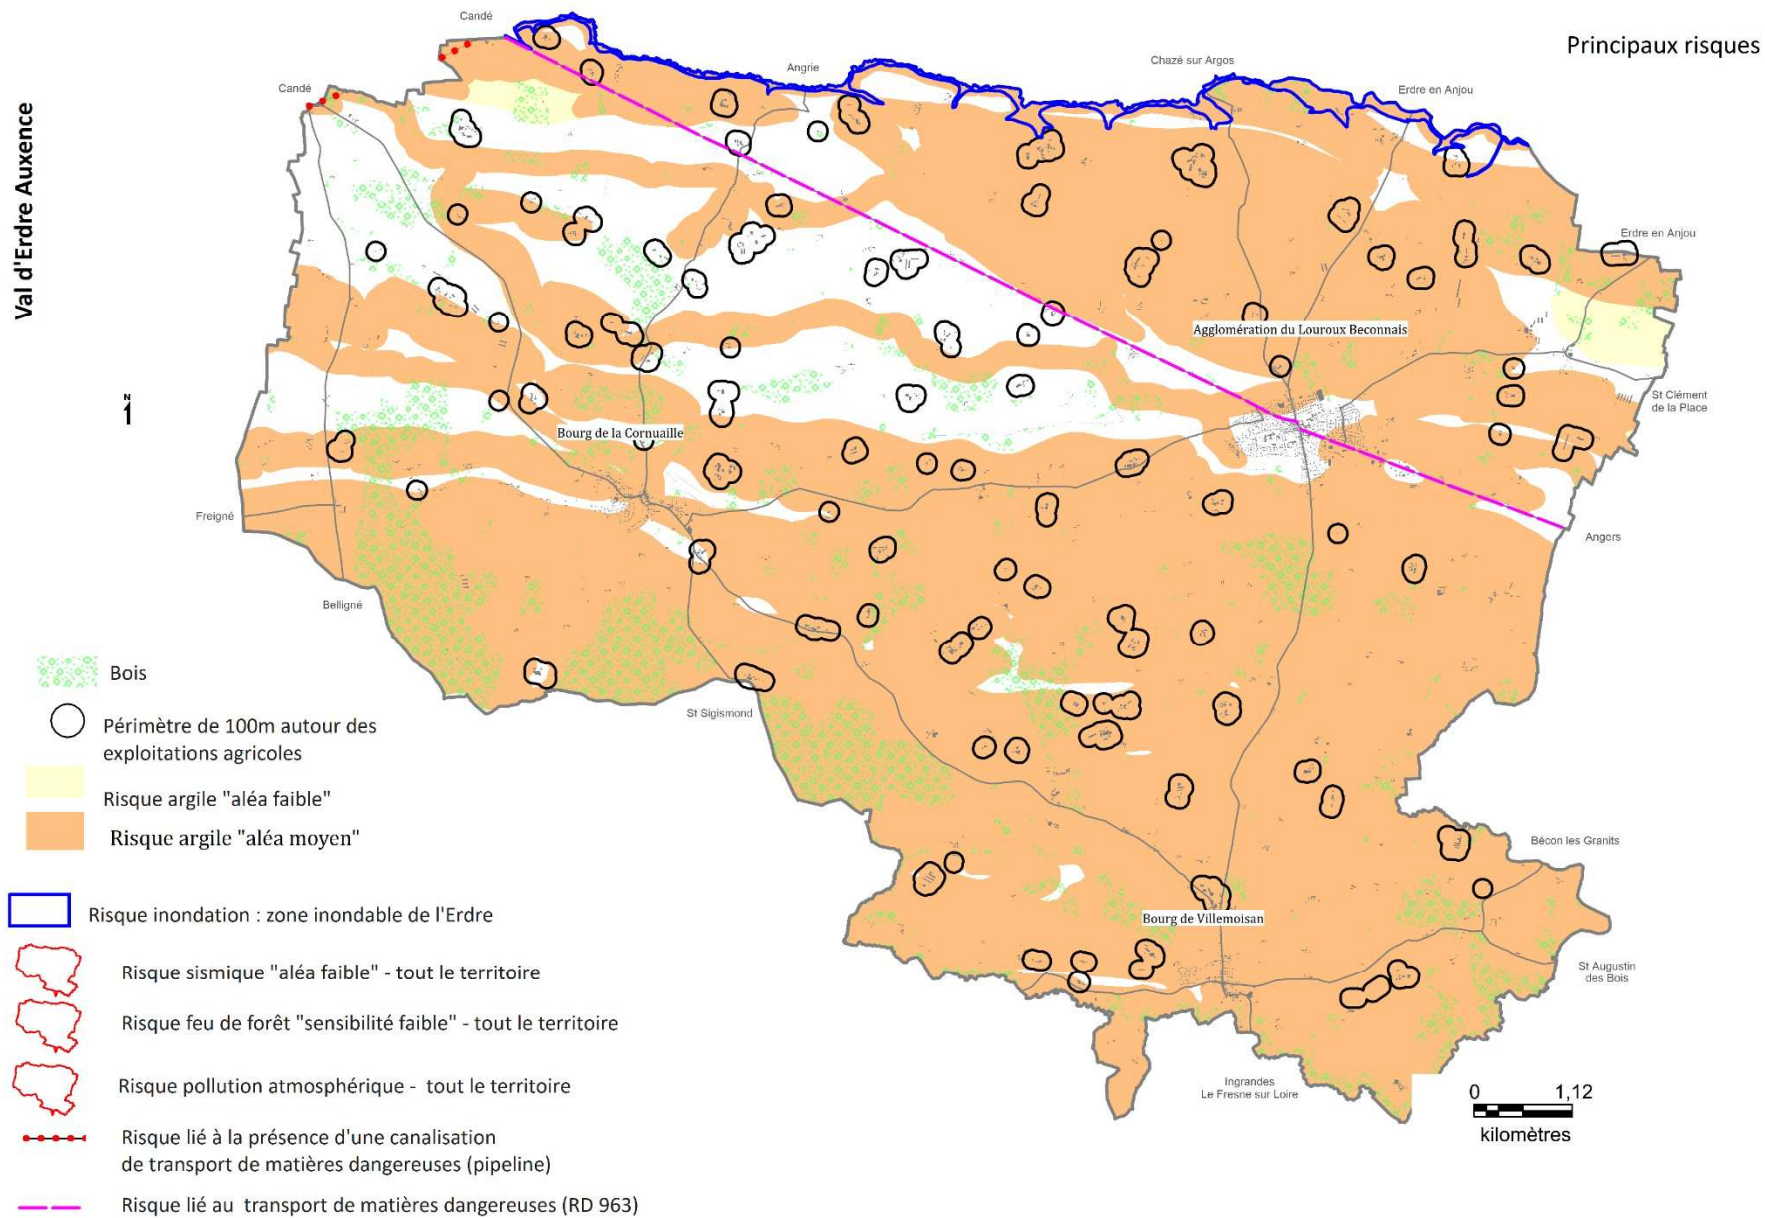 Principaux risques
Val d'Erdre Auxence
Candé
Candé
Angrie
Chazé sur Argos
Erdre en Anjou
Erdre en Anjou
Agglomération du Louroux Beconnais
St Clément
de la Place
N
1
Bourg de la Cornuaille
Freigné
Angers
Belligné
St Sigismond
Bécon les Granits
Bourg de Villemoisan
St Augustin
des Bois
Ingrandes
Le Fresne sur Loire
0 1,12
kilomètres
Bois
Périmètre de 100m autour des
exploitations agricoles
Risque argile "aléa faible"
Risque argile "aléa moyen"
Risque inondation : zone inondable de l'Erdre
Risque sismique "aléa faible" - tout le territoire
Risque feu de forêt "sensibilité faible" - tout le territoire
Risque pollution atmosphérique - tout le territoire
Risque lié à la présence d'une canalisation
de transport de matières dangereuses (pipeline)
Risque lié au transport de matières dangereuses (RD 963)